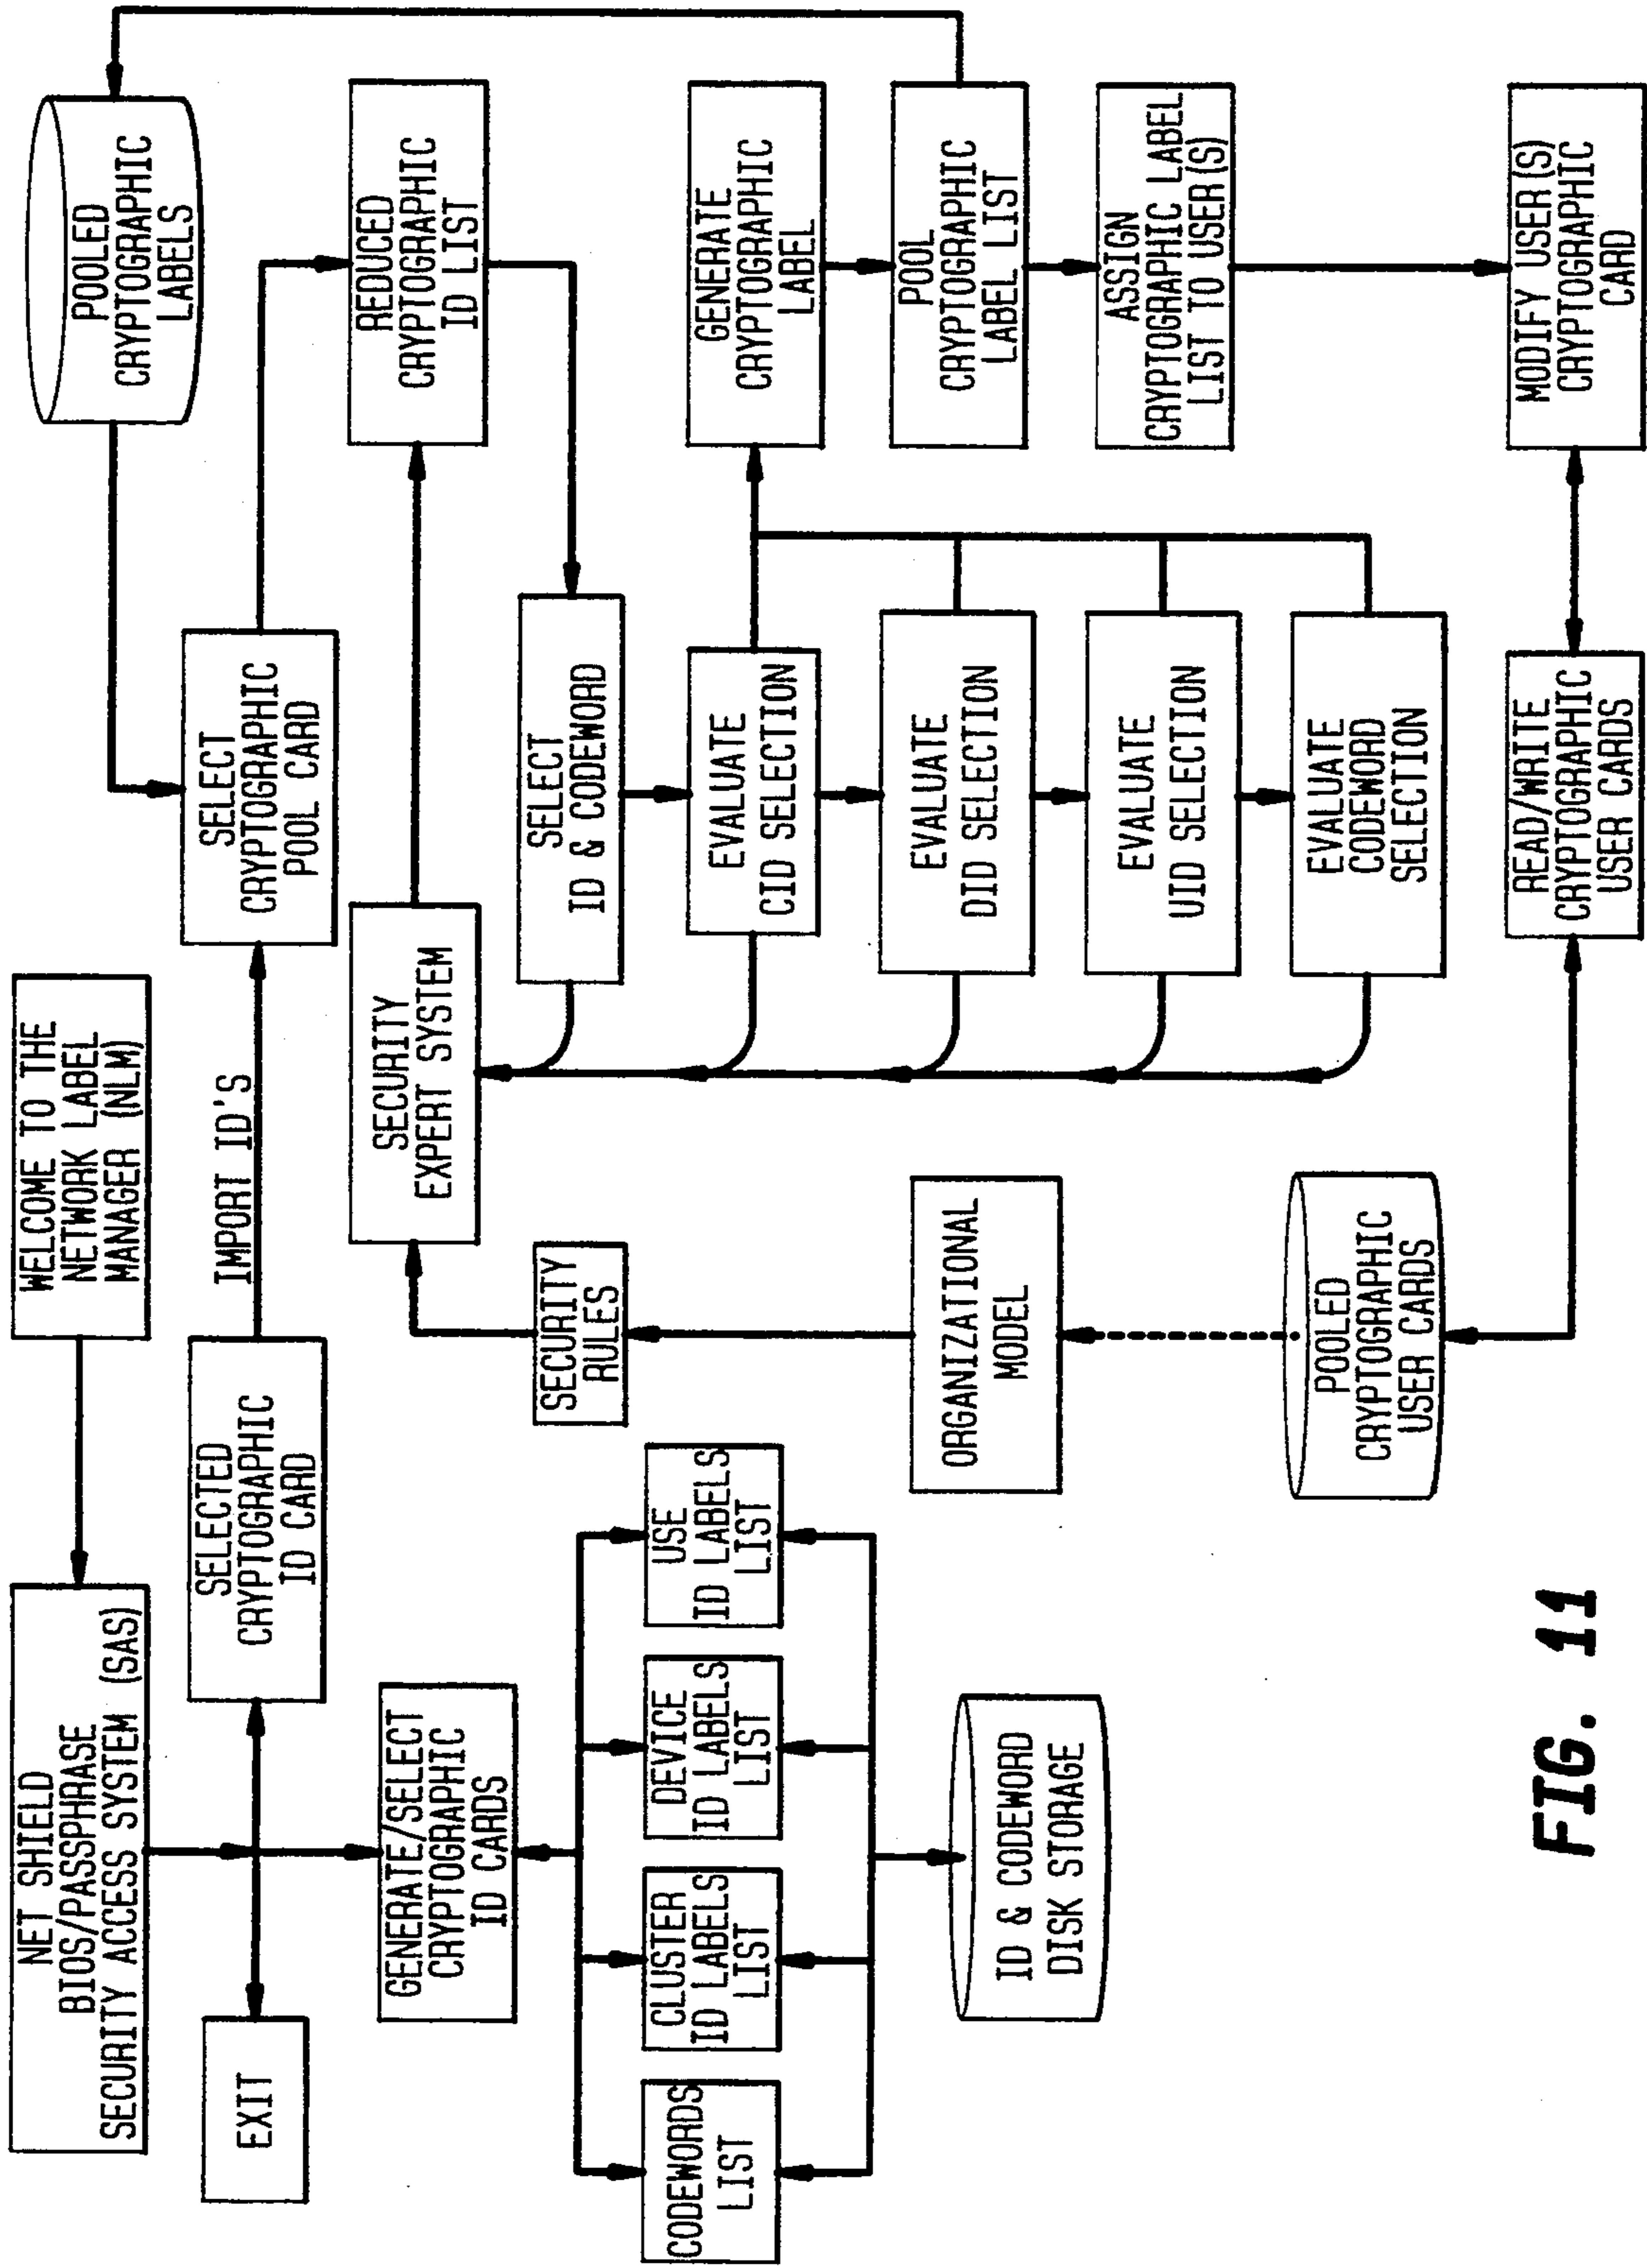 WELCOME TO THE
NETWORK LABEL
MANAGER (NLM)
NET SHIELD
BIOS/PASSPHRASE
SECURITY ACCESS SYSTEM (SAS)
EXIT
SELECTED
CRYPTOGRAPHIC
ID CARD
IMPORT ID'S
SELECT
CRYPTOGRAPHIC
POOL CARD
POOLED
CRYPTOGRAPHIC
LABELS
GENERATE/SELECT
CRYPTOGRAPHIC
ID CARDS
SECURITY
EXPERT SYSTEM
REDUCED
CRYPTOGRAPHIC
ID LIST
CODEWORDS
LIST
CLUSTER
ID LABELS
LIST
DEVICE
ID LABELS
LIST
USE
ID LABELS
LIST
SECURITY
RULES
SELECT
ID & CODEWORD
EVALUATE
CID SELECTION
GENERATE
CRYPTOGRAPHIC
LABEL
ID & CODEWORD
DISK STORAGE
ORGANIZATIONAL
MODEL
EVALUATE
DID SELECTION
POOL
CRYPTOGRAPHIC
LABEL LIST
EVALUATE
UID SELECTION
ASSIGN
CRYPTOGRAPHIC LABEL
LIST TO USER(S)
POOLED
CRYPTOGRAPHIC
USER CARDS
EVALUATE
CODEWORD
SELECTION
READ/WRITE
CRYPTOGRAPHIC
USER CARDS
MODIFY USER(S)
CRYPTOGRAPHIC
CARD
FIG. 11